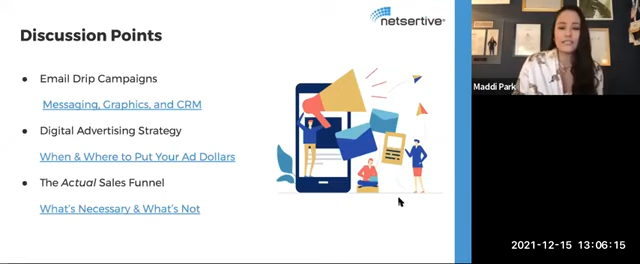 netsertive®
Discussion Points
Email Drip Campaigns
Messaging, Graphics, and CRM
Digital Advertising Strategy
When & Where to Put Your Ad Dollars
The Actual Sales Funnel
What's Necessary & What's Not
Maddi Park
2021-12-15 13:06:15